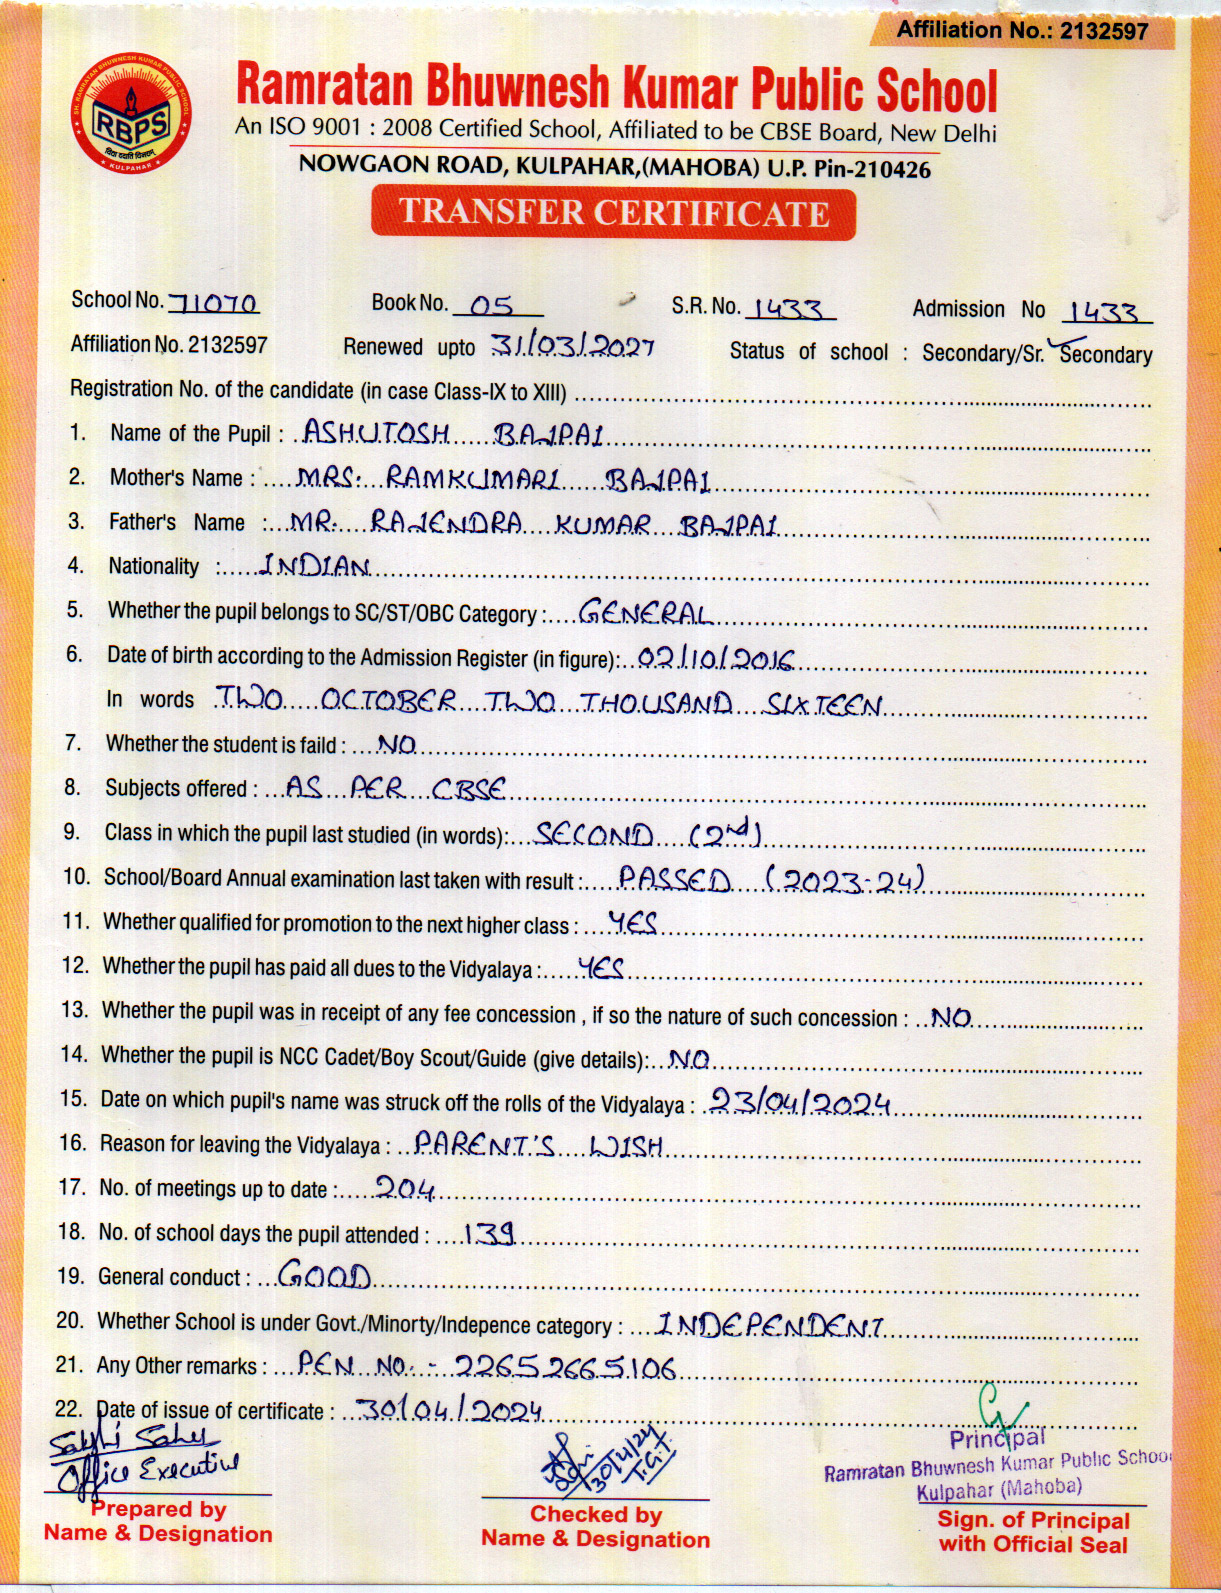 Affiliation No.: 2132597
SH. RAMRATAN BHUWNESH KUMAR PUBLIC SCHOOL
RBPS
KULPAHAR
Ramratan Bhuwnesh Kumar Public School
An ISO 9001 : 2008 Certified School, Affiliated to be CBSE Board, New Delhi
NOWGAON ROAD, KULPAHAR,(MAHOBA) U.P. Pin-210426
TRANSFER CERTIFICATE
School No. 71070 Book No. 05 S.R. No. 1433 Admission No 1433
Affiliation No. 2132597 Renewed upto 31/03/2027 Status of school : Secondary/Sr. Secondary
Registration No. of the candidate (in case Class-IX to XIII)
1. Name of the Pupil : ASHUTOSH BAJPAI
2. Mother's Name : MRS. RAMKUMARI BAJPAI
3. Father's Name : MR. RAJENDRA KUMAR BAJPAI
4. Nationality : INDIAN
5. Whether the pupil belongs to SC/ST/OBC Category : GENERAL
6. Date of birth according to the Admission Register (in figure): 02/10/2016
In words TWO OCTOBER TWO THOUSAND SIXTEEN
7. Whether the student is faild : NO
8. Subjects offered : AS PER CBSE
9. Class in which the pupil last studied (in words): SECOND (2nd)
10. School/Board Annual examination last taken with result : PASSED (2023-24)
11. Whether qualified for promotion to the next higher class : YES
12. Whether the pupil has paid all dues to the Vidyalaya : YES
13. Whether the pupil was in receipt of any fee concession , if so the nature of such concession : NO
14. Whether the pupil is NCC Cadet/Boy Scout/Guide (give details): NO
15. Date on which pupil's name was struck off the rolls of the Vidyalaya : 23/04/2024
16. Reason for leaving the Vidyalaya : PARENT'S WISH
17. No. of meetings up to date : 204
18. No. of school days the pupil attended : 139
19. General conduct : GOOD
20. Whether School is under Govt./Minorty/Indepence category : INDEPENDENT
21. Any Other remarks : PEN NO. - 22652665106
22. Date of issue of certificate : 30/04/2024
Office Executive
30/4/24
T.G.T.
Principal
Ramratan Bhuwnesh Kumar Public School
Kulpahar (Mahoba)
Prepared by
Name & Designation
Checked by
Name & Designation
Sign. of Principal
with Official Seal